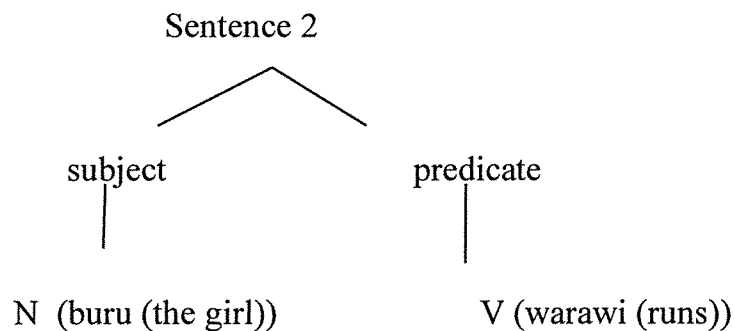 Sentence 2
subject predicate
N (buru (the girl)) V (warawi (runs))